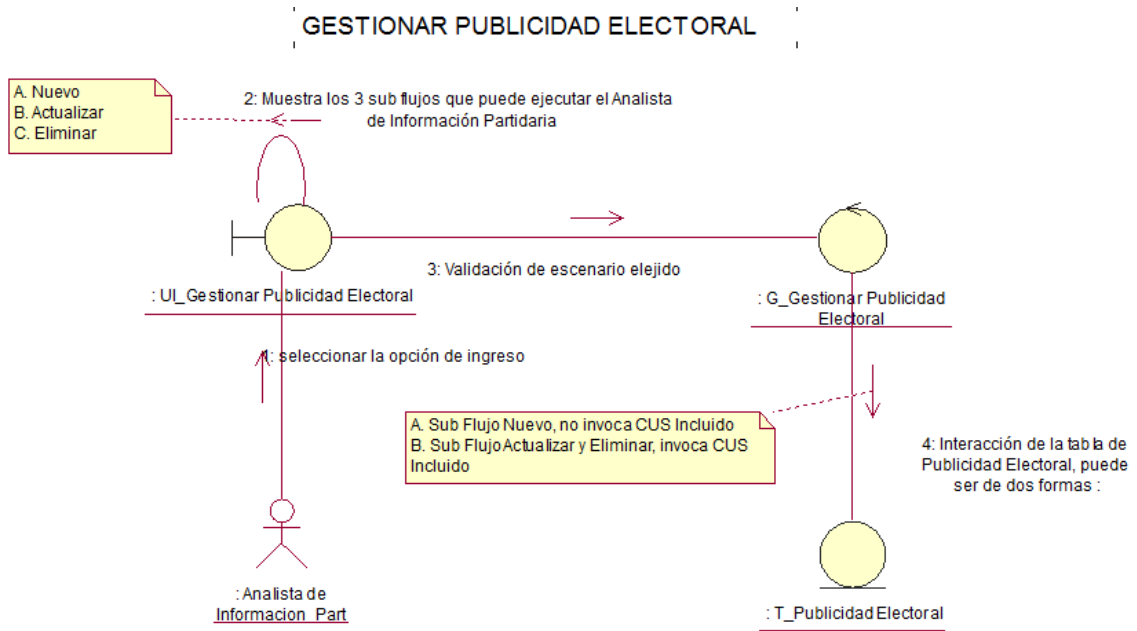 GESTIONAR PUBLICIDAD ELECTORAL
A. Nuevo
B. Actualizar
C. Eliminar
2: Muestra los 3 sub flujos que puede ejecutar el Analista
de Información Partidaria
3: Validación de escenario elejido
: UI_Gestionar Publicidad Electoral
: G_Gestionar Publicidad
Electoral
1: seleccionar la opción de ingreso
A. Sub Flujo Nuevo, no invoca CUS Incluido
B. Sub Flujo Actualizar y Eliminar, invoca CUS
Incluido
4: Interacción de la tabla de
Publicidad Electoral, puede
ser de dos formas :
: Analista de
Informacion_Part
: T_Publicidad Electoral